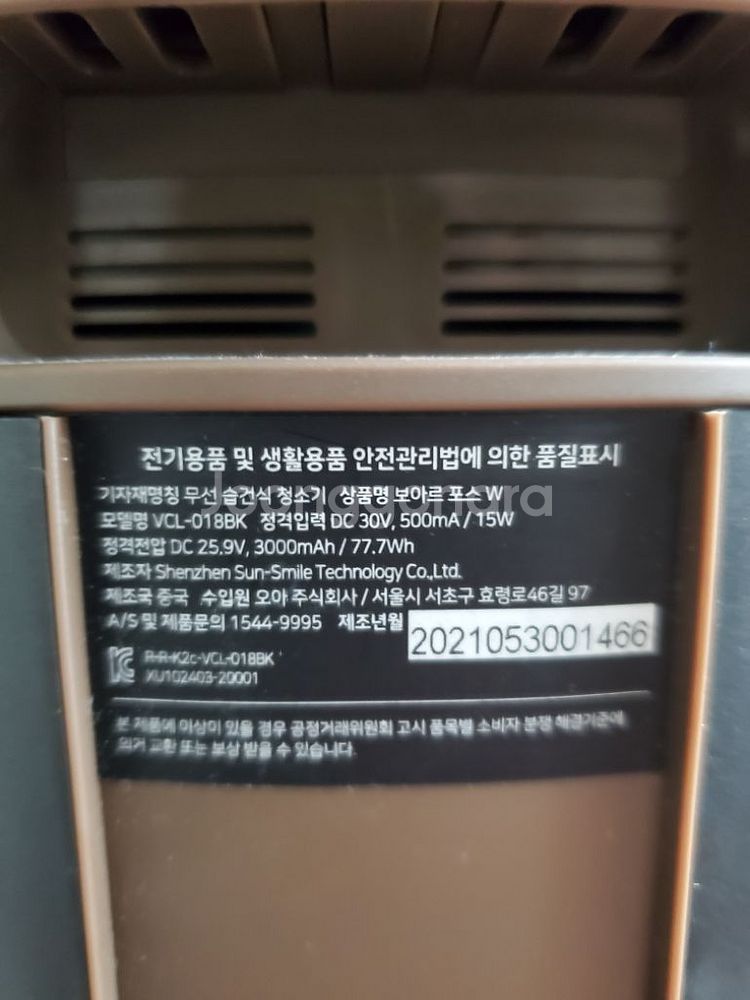 전기용품 및 생활용품 안전관리법에 의한 품질표시
기자재명칭 무선 습건식 청소기 상품명 보아르 포스 W
모델명 VCL-018BK 정격입력 DC 30V, 500mA / 15W
정격전압 DC 25.9V, 3000mAh / 77.7Wh
제조자 Shenzhen Sun-Smile Technology Co.,Ltd.
제조국 중국 수입원 오아 주식회사 / 서울시 서초구 효령로46길 97
A/S 및 제품문의 1544-9995 제조년월 2021053001466
R-R-K2c-VCL-018BK
XU102403-20001
본 제품에 이상이 있을 경우 공정거래위원회 고시 품목별 소비자 분쟁 해결기준에
의거 교환 또는 보상 받을 수 있습니다.
Joonggonara